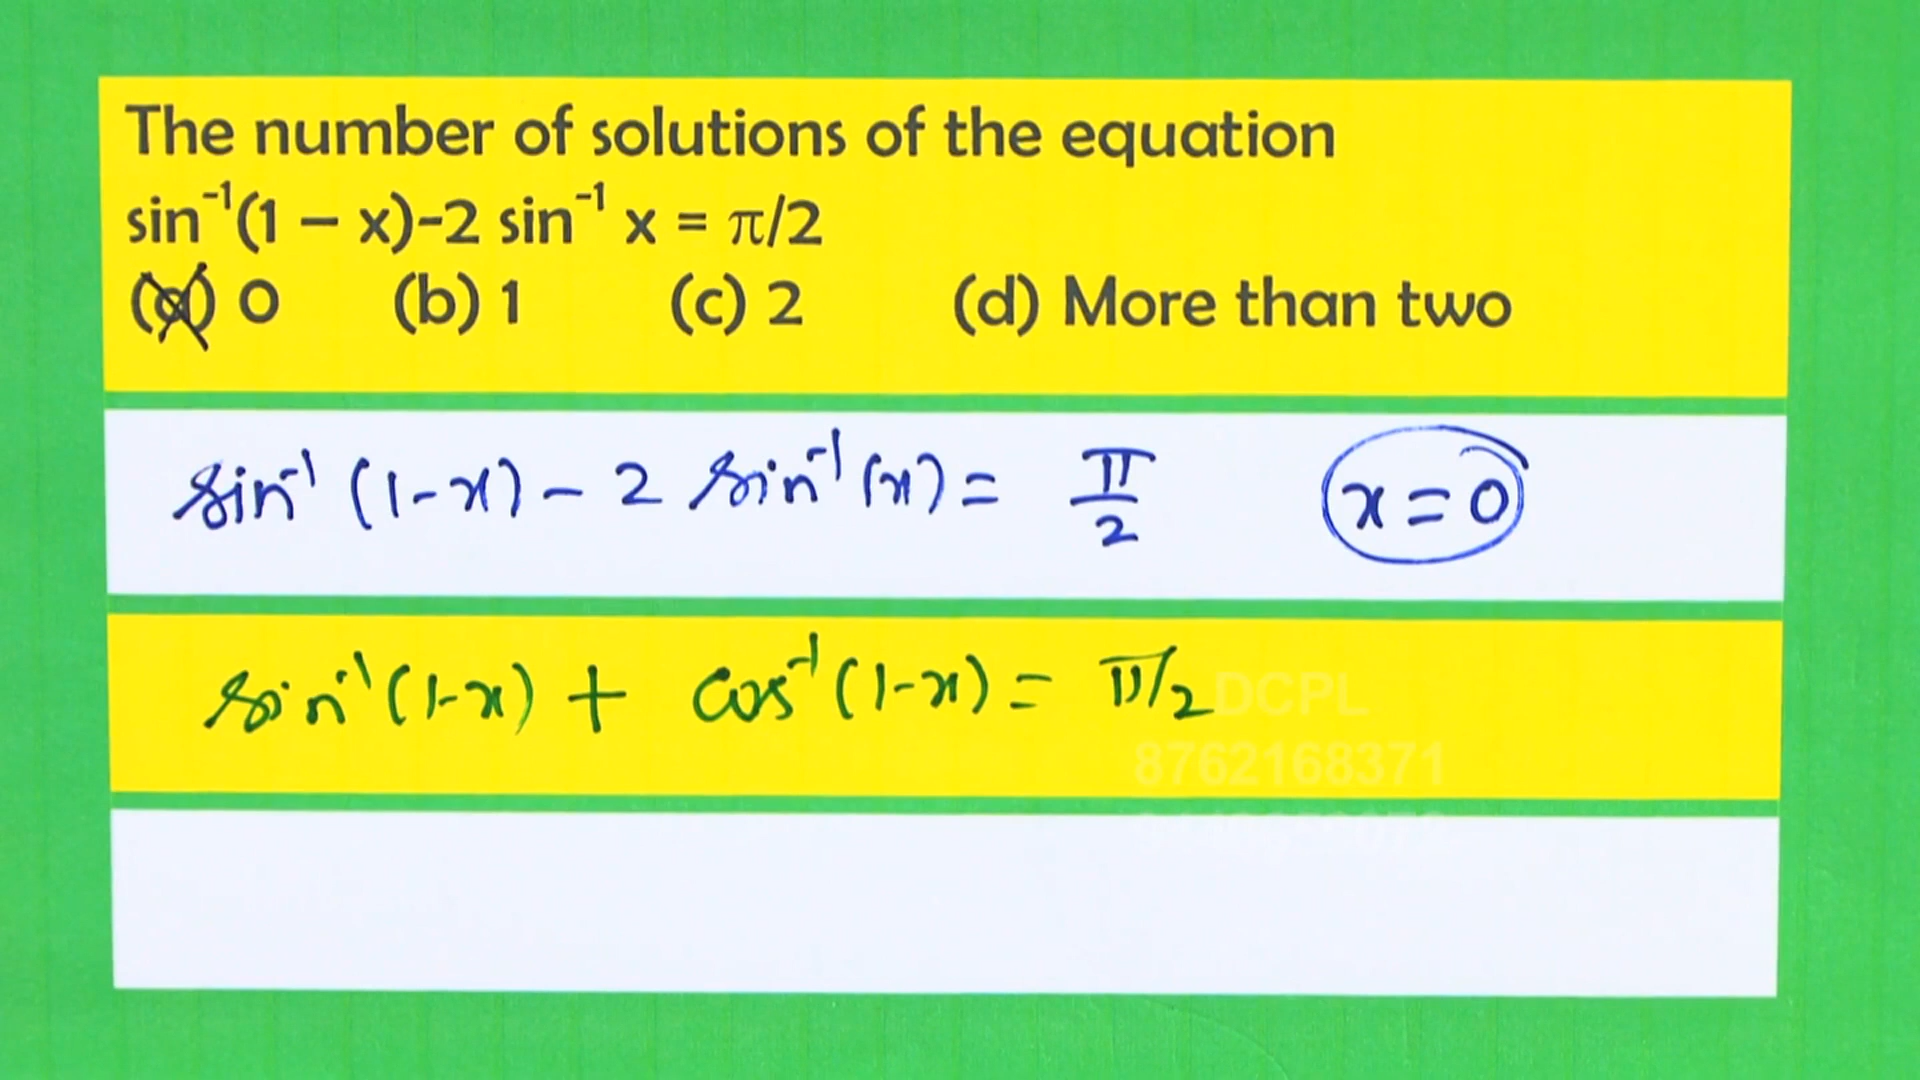 The number of solutions of the equation
sin⁻¹(1 – x)-2 sin⁻¹ x = π/2
(a) 0 (b) 1 (c) 2 (d) More than two
sin⁻¹ (1-x) - 2 sin⁻¹ (x) = π/2 x = 0
sin⁻¹ (1-x) + cos⁻¹ (1-x) = π/2
DCPL
8762168371